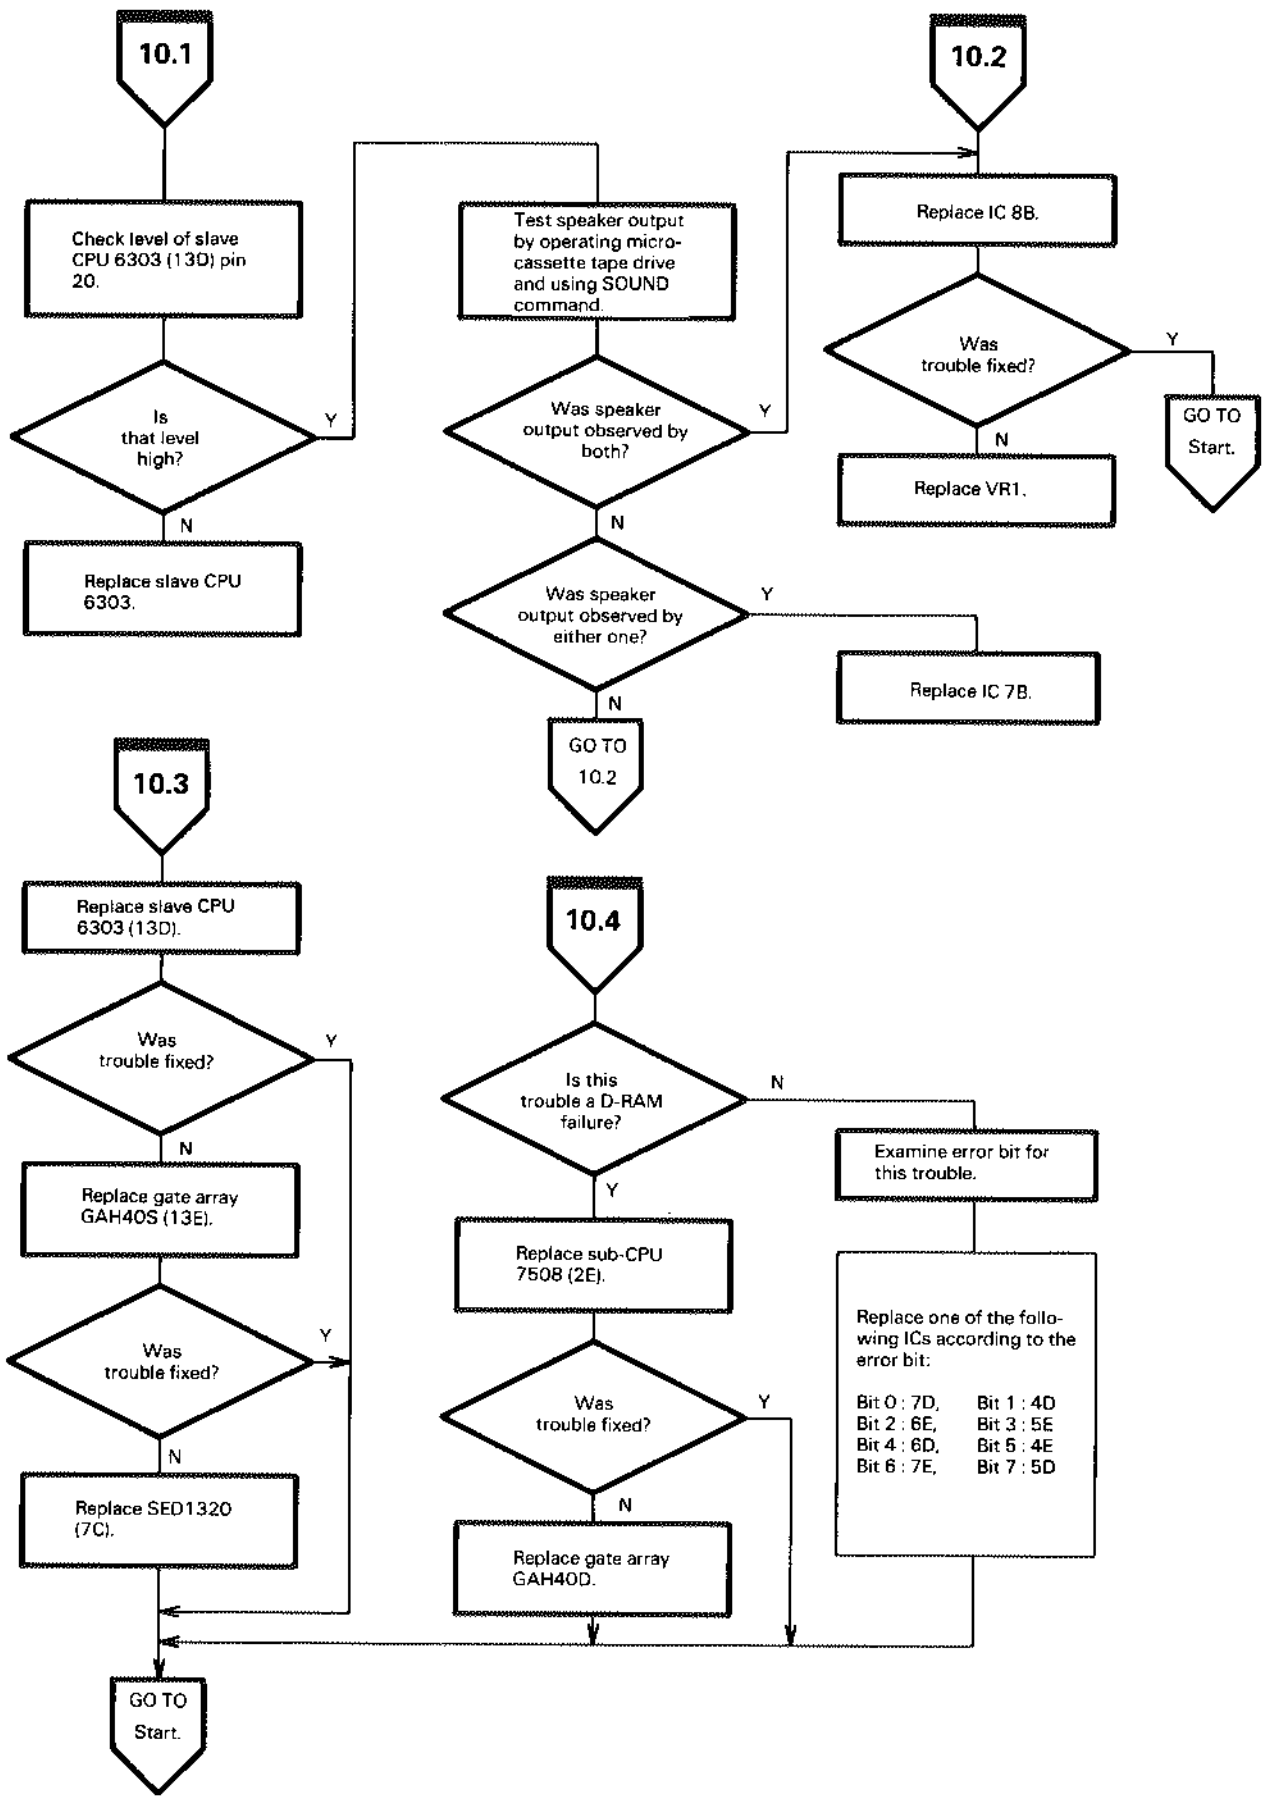 10.1
Check level of slave
CPU 6303 (13D) pin
20.
Is
that level
high?
Y
N
Replace slave CPU
6303.
Test speaker output
by operating micro-
cassette tape drive
and using SOUND
command.
Was speaker
output observed by
both?
Y
N
Was speaker
output observed by
either one?
Y
N
GO TO
10.2
Replace IC 7B.
10.2
Replace IC 8B.
Was
trouble fixed?
Y
N
GO TO
Start.
Replace VR1.
10.3
Replace slave CPU
6303 (13D).
Was
trouble fixed?
Y
N
Replace gate array
GAH40S (13E).
Was
trouble fixed?
Y
N
Replace SED1320
(7C).
GO TO
Start.
10.4
Is this
trouble a D-RAM
failure?
N
Y
Replace sub-CPU
7508 (2E).
Was
trouble fixed?
Y
N
Replace gate array
GAH40D.
Examine error bit for
this trouble.
Replace one of the follo-
wing ICs according to the
error bit:
Bit 0 : 7D, Bit 1 : 4D
Bit 2 : 6E, Bit 3 : 5E
Bit 4 : 6D, Bit 5 : 4E
Bit 6 : 7E, Bit 7 : 5D